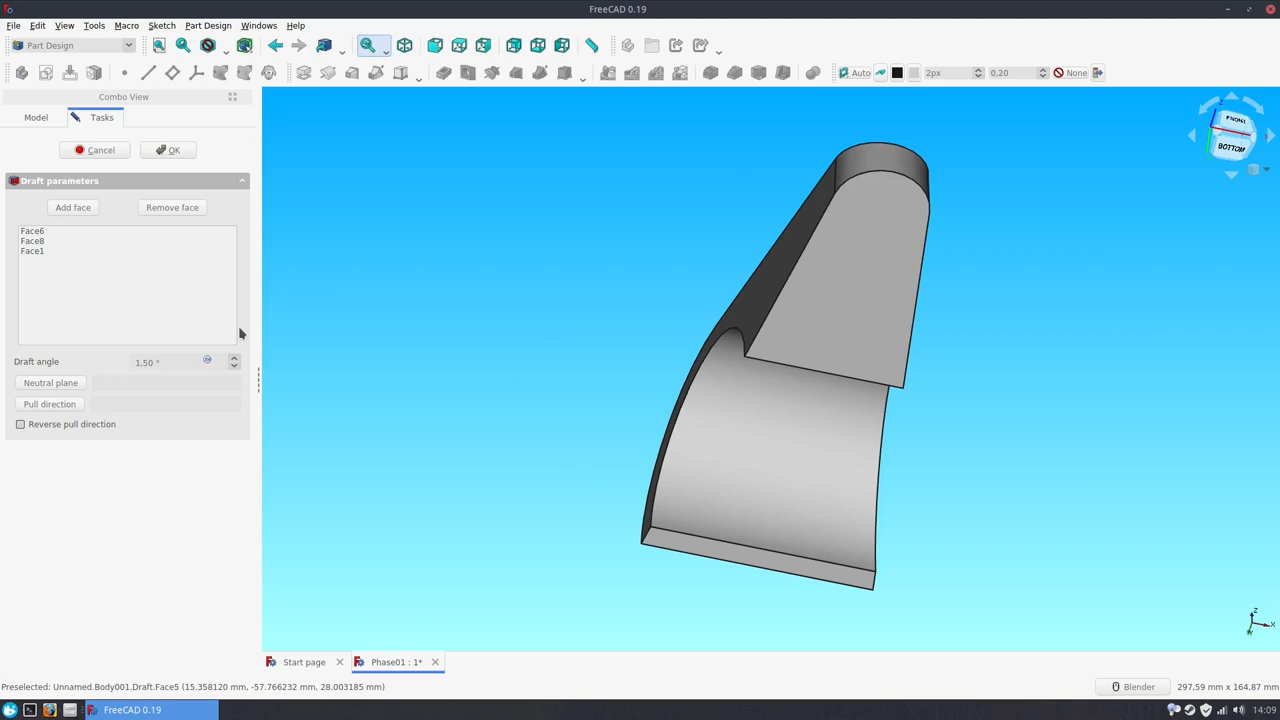 FreeCAD 0.19
File Edit View Tools Macro Sketch Part Design Windows Help
Part Design
Auto 2px 0,20 None
Combo View
Model Tasks
Cancel OK
Draft parameters
Add face Remove face
Face6
Face8
Face1
Draft angle 1.50 °
Neutral plane
Pull direction
Reverse pull direction
FRONT
BOTTOM
Z
Z
X
Start page Phase01 : 1*
Preselected: Unnamed.Body001.Draft.Face5 (15.358120 mm, -57.766232 mm, 28.003185 mm) Blender 297,59 mm x 164,87 mm
FreeCAD 0.19 14:09